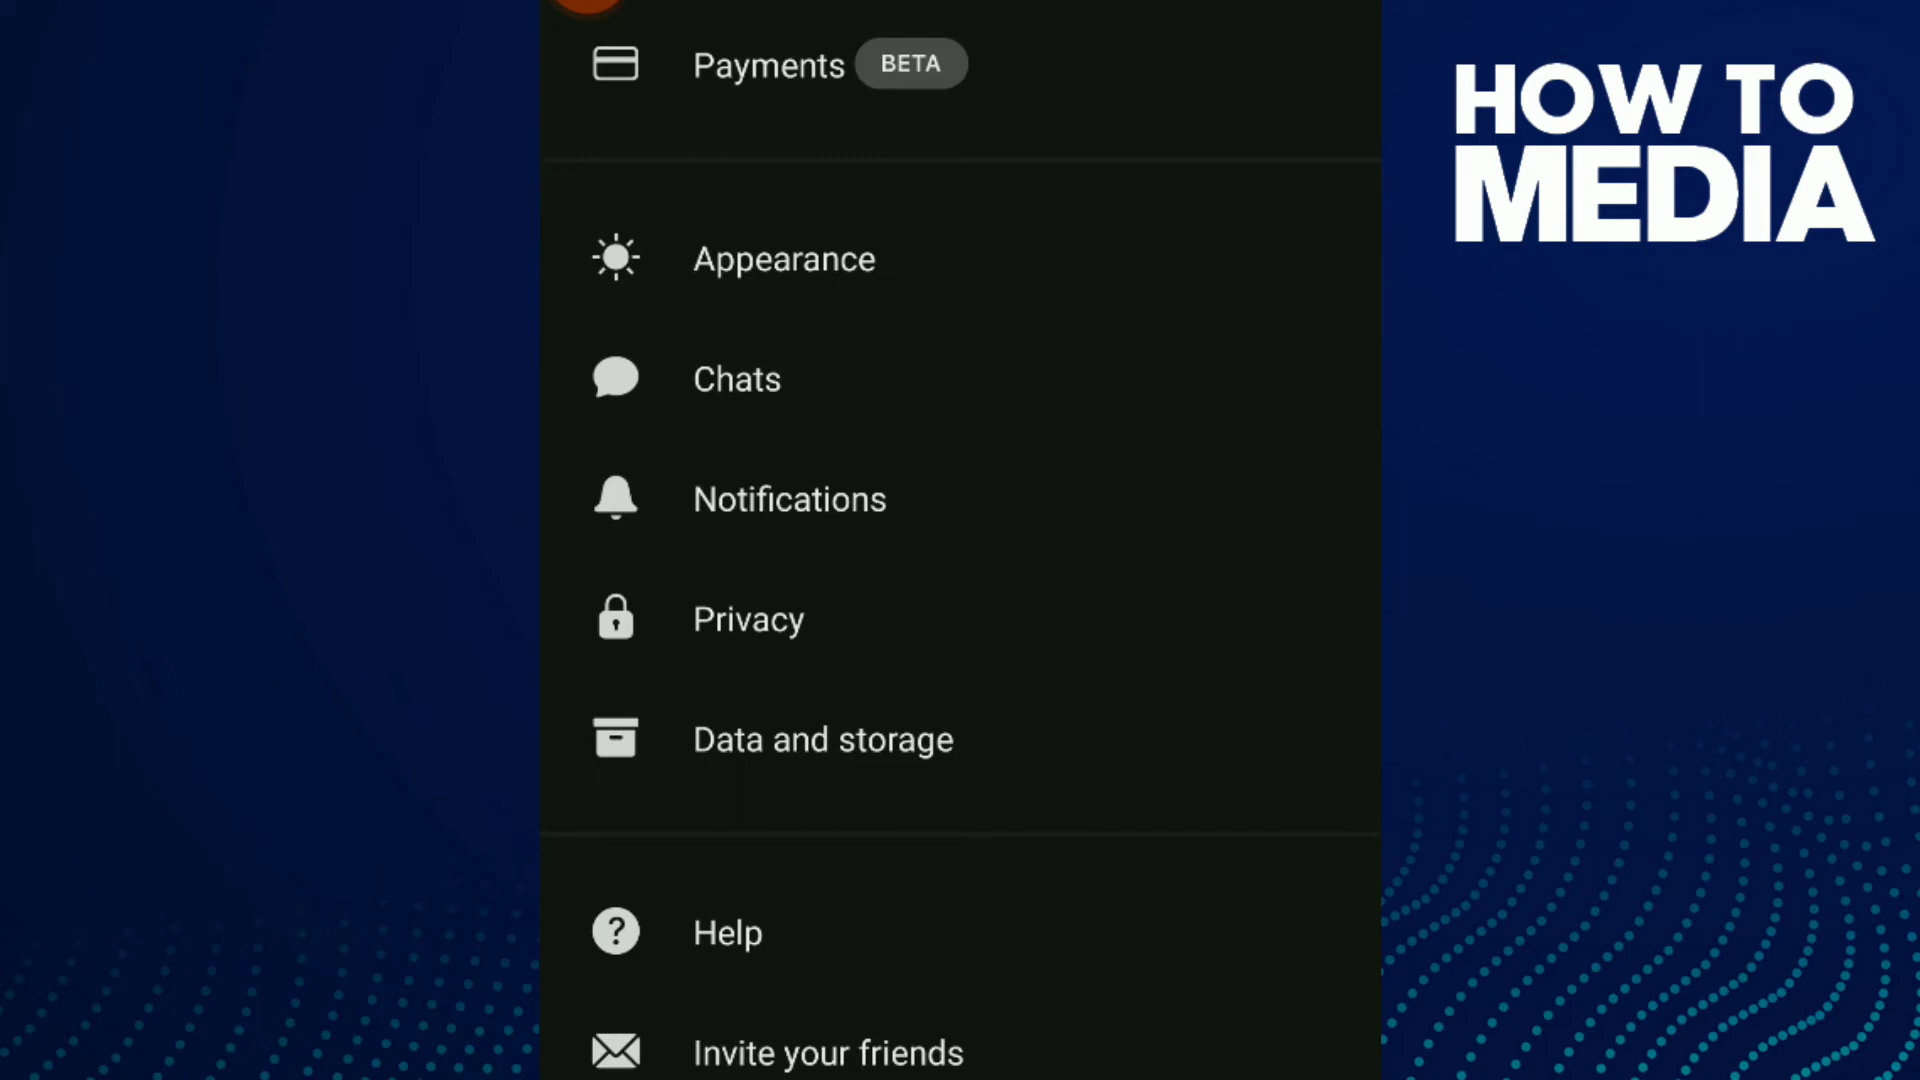 Payments BETA
HOW TO
MEDIA
Appearance
Chats
Notifications
Privacy
Data and storage
Help
Invite your friends